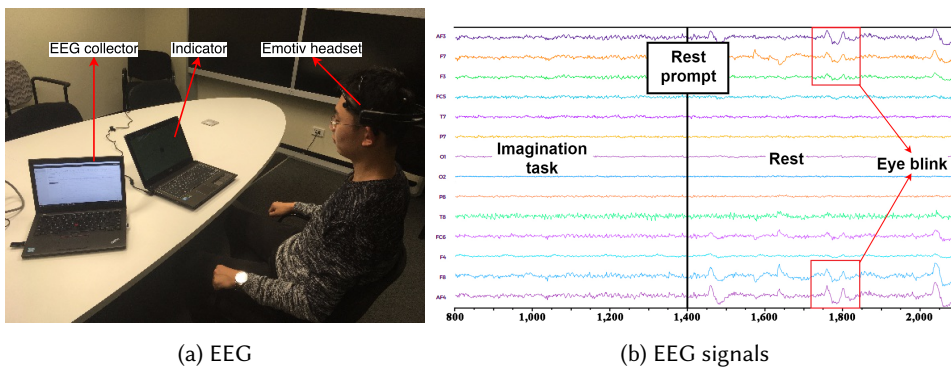 EEG collector
Indicator
Emotiv headset
AF3
F7
F3
FC5
T7
P7
O1
O2
P8
T8
FC6
F4
F8
AF4
Rest
prompt
Imagination
task
Rest
Eye blink
800
1,000
1,200
1,400
1,600
1,800
2,000
(a) EEG
(b) EEG signals